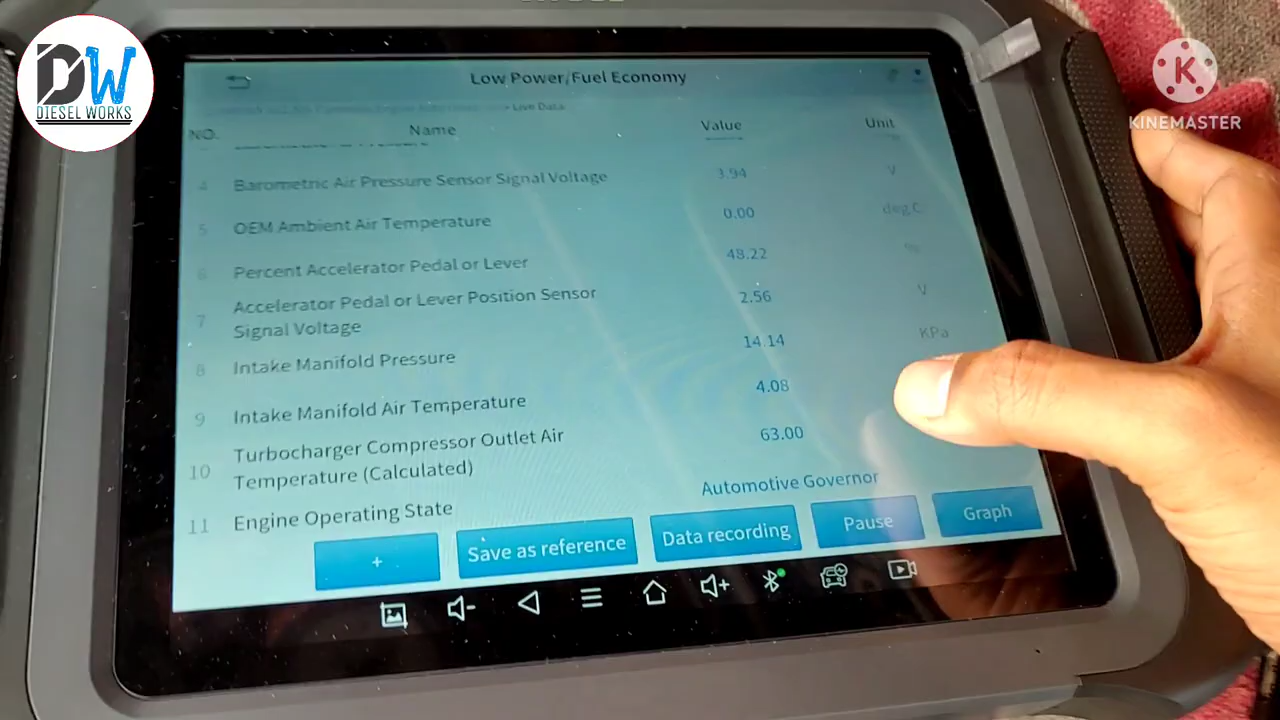 DW
DIESEL WORKS
K
KINEMASTER
Low Power/Fuel Economy
> Live Data
NO. Name Value Unit
4 Barometric Air Pressure Sensor Signal Voltage 3.94 V
5 OEM Ambient Air Temperature 0.00 deg.C
6 Percent Accelerator Pedal or Lever 48.22 %
7 Accelerator Pedal or Lever Position Sensor
Signal Voltage 2.56 V
8 Intake Manifold Pressure 14.14 KPa
9 Intake Manifold Air Temperature 4.08
10 Turbocharger Compressor Outlet Air
Temperature (Calculated) 63.00
11 Engine Operating State Automotive Governor
+ Save as reference Data recording Pause Graph